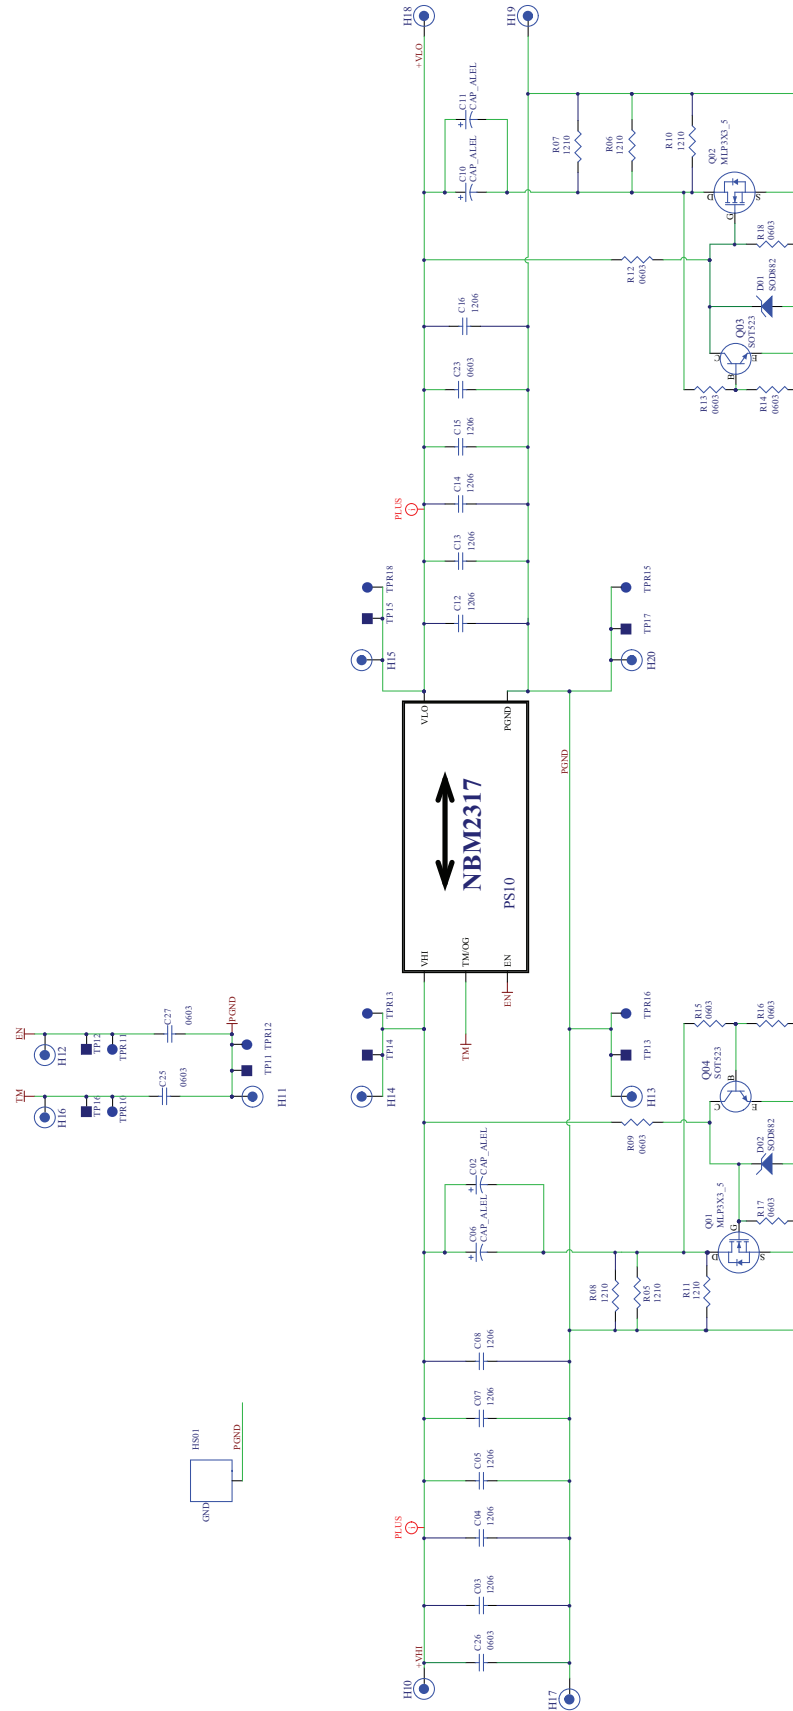 H18
+VLO
H19
C11
CAP_ALEL
+
C10
CAP_ALEL
+
R07
1210
R06
1210
R10
1210
Q02
MLP3X3_5
D
S
G
R18
0603
R12
0603
D01
SOD882
Q03
SOT523
C
E
B
R13
0603
R14
0603
C16
1206
C23
0603
C15
1206
C14
1206
PLUS
i
C13
1206
C12
1206
TPR18
TP15
H15
TPR15
TP17
H20
VLO
PGND
PGND
NBM2317
PS10
VHI
TM/OG
EN
EN
TM
EN
H12
TP12
TPR11
C27
0603
PGND
TPR12
TM
H16
TP16
TPR10
C25
0603
TP11
H11
TPR13
TP14
H14
TPR16
TP13
H13
R15
0603
R16
0603
Q04
SOT523
B
C
E
R09
0603
D02
SOD882
C02
CAP_ALEL
+
C06
CAP_ALEL
+
Q01
MLP3X3_5
G
D
S
R17
0603
R08
1210
R05
1210
R11
1210
C08
1206
C07
1206
C05
1206
C04
1206
PLUS
i
C03
1206
C26
0603
HS01
GND
PGND
+VHI
H10
H17